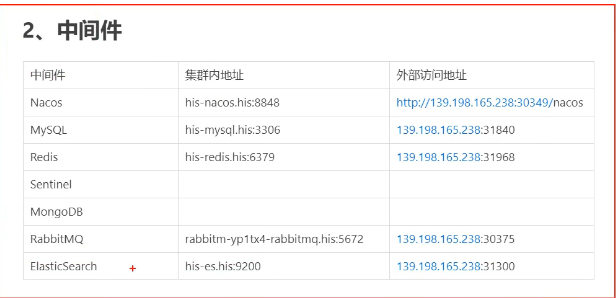 2、中间件
中间件 集群内地址 外部访问地址
Nacos his-nacos.his:8848 http://139.198.165.238:30349/nacos
MySQL his-mysql.his:3306 139.198.165.238:31840
Redis his-redis.his:6379 139.198.165.238:31968
Sentinel
MongoDB
RabbitMQ rabbitm-yp1tx4-rabbitmq.his:5672 139.198.165.238:30375
ElasticSearch his-es.his:9200 139.198.165.238:31300